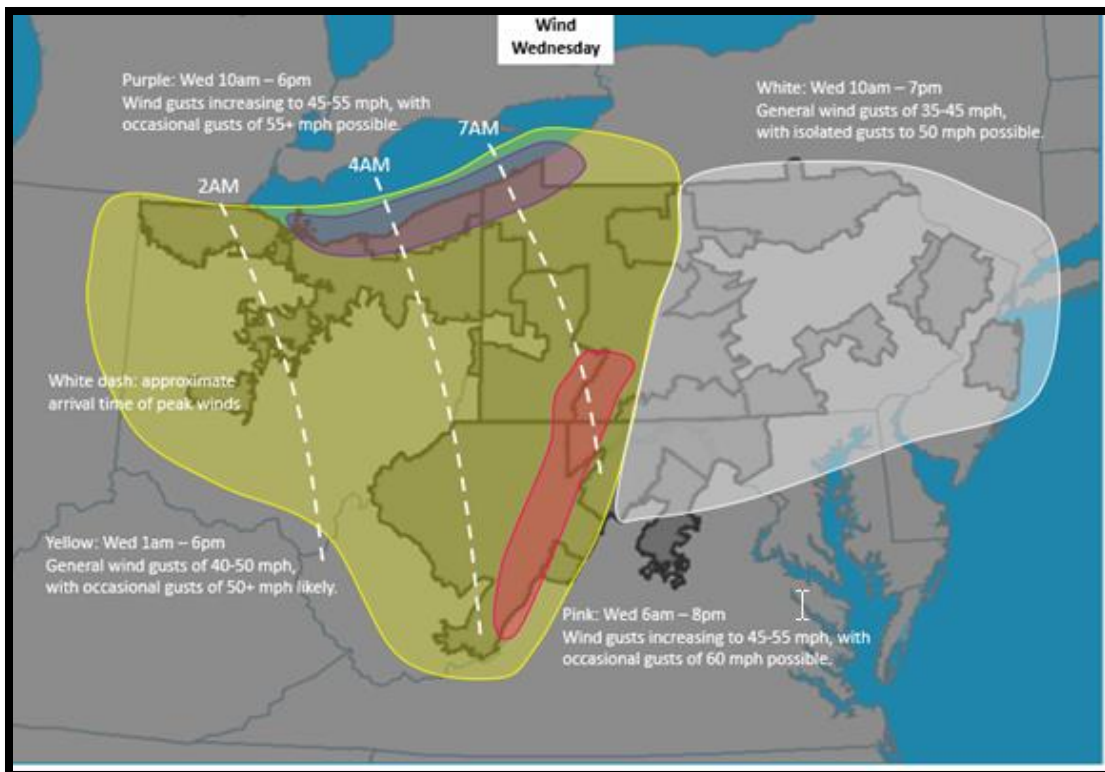 Wind
Wednesday
Purple: Wed 10am – 6pm
Wind gusts increasing to 45-55 mph, with
occasional gusts of 55+ mph possible.
White: Wed 10am – 7pm
General wind gusts of 35-45 mph,
with isolated gusts to 50 mph possible.
7AM
4AM
2AM
White dash: approximate
arrival time of peak winds
Yellow: Wed 1am – 6pm
General wind gusts of 40-50 mph,
with occasional gusts of 50+ mph likely.
Pink: Wed 6am – 8pm
Wind gusts increasing to 45-55 mph, with
occasional gusts of 60 mph possible.